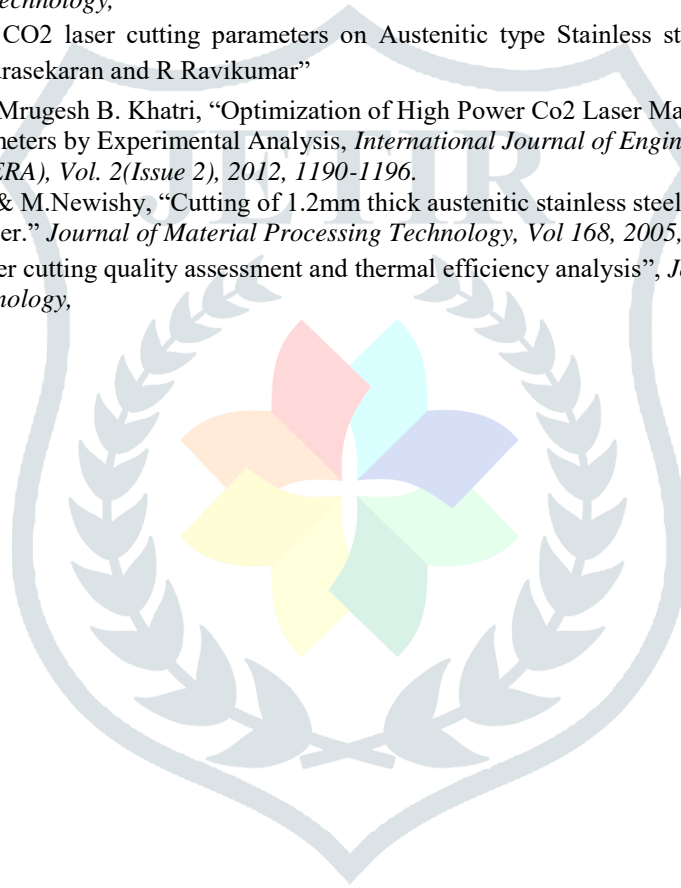 echnology,
CO2 laser cutting parameters on Austenitic type Stainless st
arasekaran and R Ravikumar”
Mrugesh B. Khatri, “Optimization of High Power Co2 Laser Ma
meters by Experimental Analysis, International Journal of Engin
ERA), Vol. 2(Issue 2), 2012, 1190-1196.
& M.Newishy, “Cutting of 1.2mm thick austenitic stainless steel
er.” Journal of Material Processing Technology, Vol 168, 2005,
er cutting quality assessment and thermal efficiency analysis”, J
nology,
JETIR